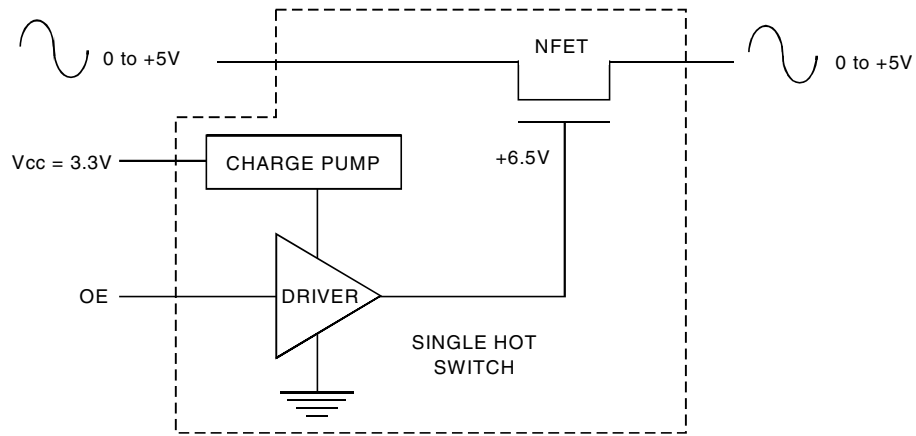 NFET
0 to +5V
0 to +5V
Vcc = 3.3V
CHARGE PUMP
+6.5V
OE
DRIVER
SINGLE HOT
SWITCH